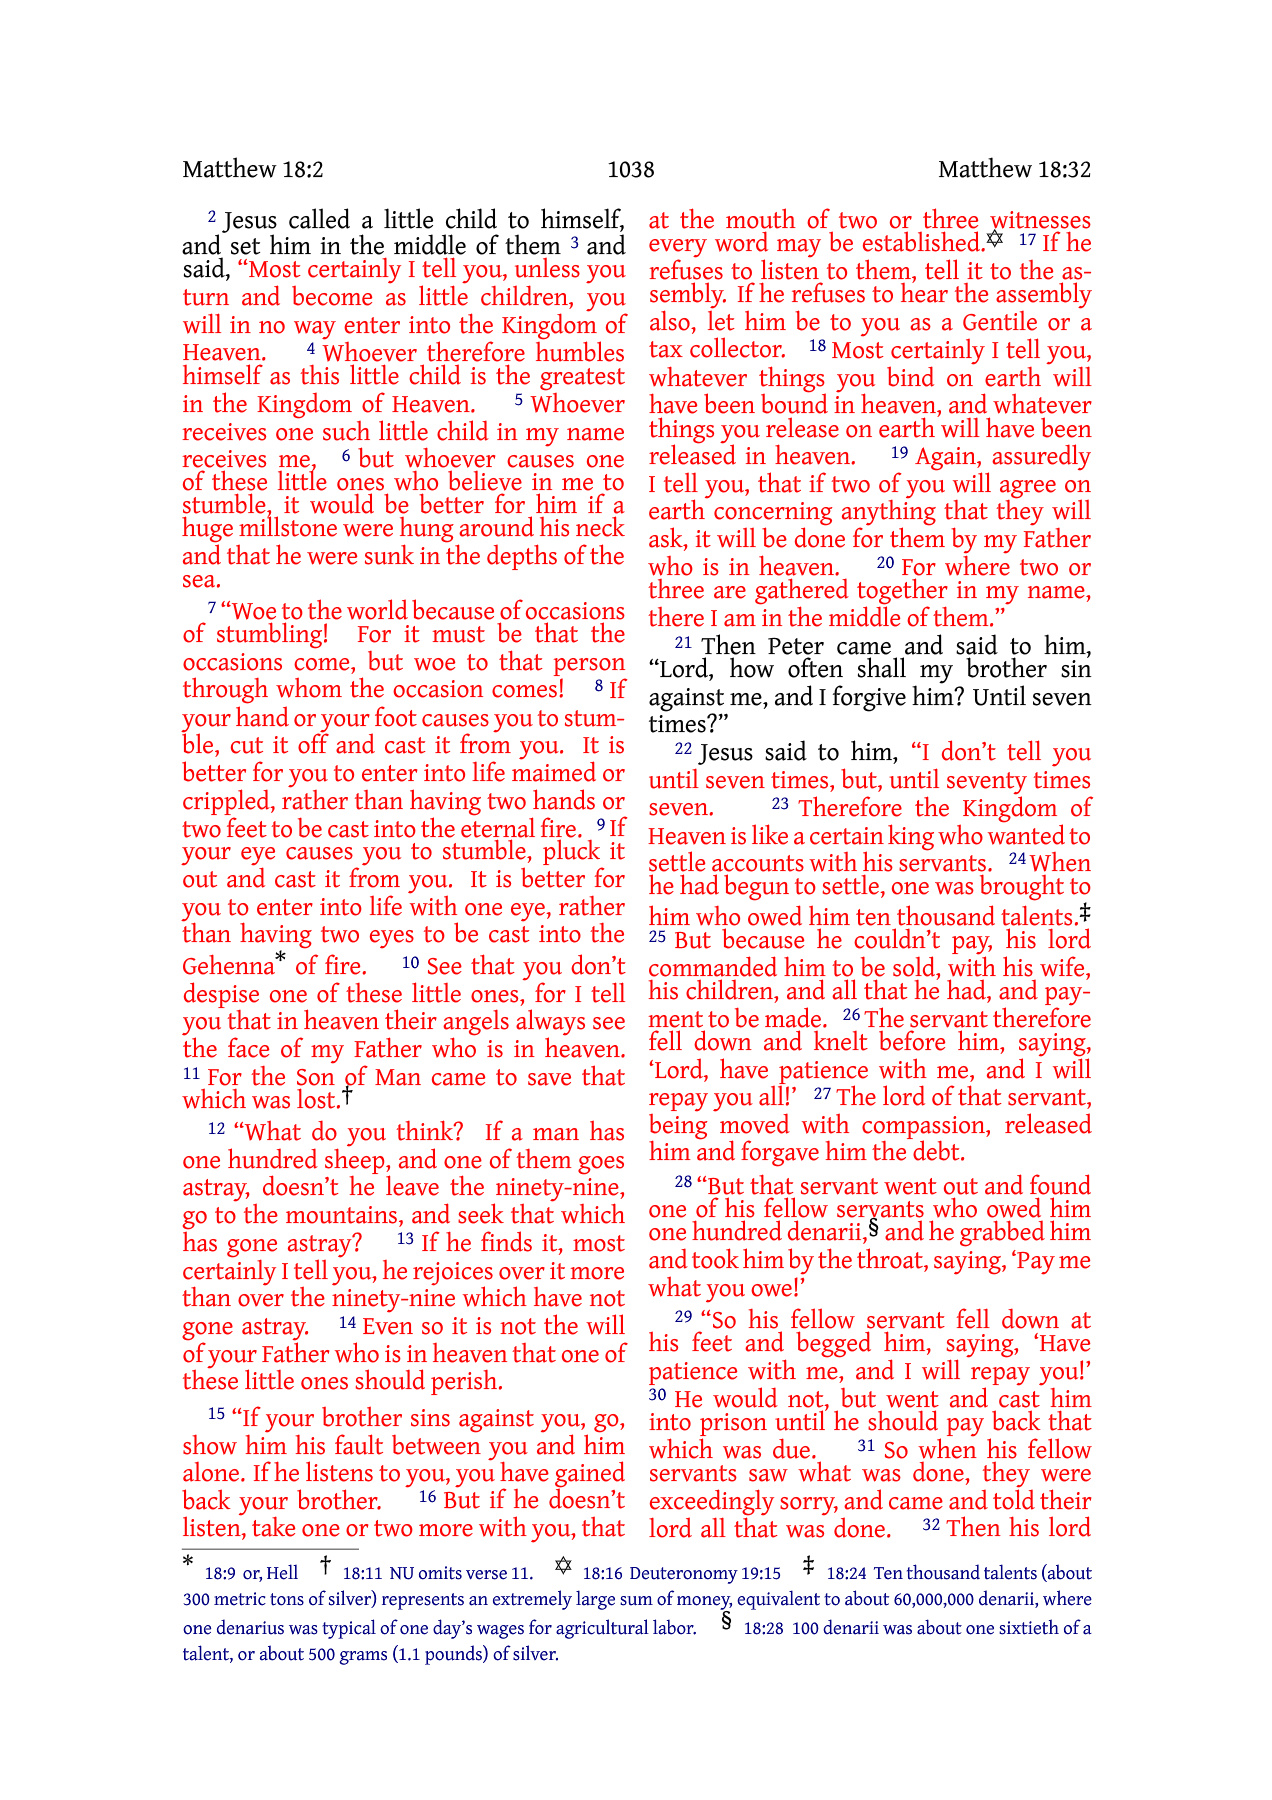 Matthew 18:2 1038 Matthew 18:32
2 Jesus called a little child to himself,
and set him in the middle of them 3 and
said, “Most certainly I tell you, unless you
turn and become as little children, you
will in no way enter into the Kingdom of
Heaven. 4 Whoever therefore humbles
himself as this little child is the greatest
in the Kingdom of Heaven. 5 Whoever
receives one such little child in my name
receives me, 6 but whoever causes one
of these little ones who believe in me to
stumble, it would be better for him if a
huge millstone were hung around his neck
and that he were sunk in the depths of the
sea.
7 “Woe to the world because of occasions
of stumbling! For it must be that the
occasions come, but woe to that person
through whom the occasion comes! 8 If
your hand or your foot causes you to stum-
ble, cut it off and cast it from you. It is
better for you to enter into life maimed or
crippled, rather than having two hands or
two feet to be cast into the eternal fire. 9 If
your eye causes you to stumble, pluck it
out and cast it from you. It is better for
you to enter into life with one eye, rather
than having two eyes to be cast into the
Gehenna* of fire. 10 See that you don’t
despise one of these little ones, for I tell
you that in heaven their angels always see
the face of my Father who is in heaven.
11 For the Son of Man came to save that
which was lost.†
12 “What do you think? If a man has
one hundred sheep, and one of them goes
astray, doesn’t he leave the ninety-nine,
go to the mountains, and seek that which
has gone astray? 13 If he finds it, most
certainly I tell you, he rejoices over it more
than over the ninety-nine which have not
gone astray. 14 Even so it is not the will
of your Father who is in heaven that one of
these little ones should perish.
15 “If your brother sins against you, go,
show him his fault between you and him
alone. If he listens to you, you have gained
back your brother. 16 But if he doesn’t
listen, take one or two more with you, that
at the mouth of two or three witnesses
every word may be established.✡ 17 If he
refuses to listen to them, tell it to the as-
sembly. If he refuses to hear the assembly
also, let him be to you as a Gentile or a
tax collector. 18 Most certainly I tell you,
whatever things you bind on earth will
have been bound in heaven, and whatever
things you release on earth will have been
released in heaven. 19 Again, assuredly
I tell you, that if two of you will agree on
earth concerning anything that they will
ask, it will be done for them by my Father
who is in heaven. 20 For where two or
three are gathered together in my name,
there I am in the middle of them.”
21 Then Peter came and said to him,
“Lord, how often shall my brother sin
against me, and I forgive him? Until seven
times?”
22 Jesus said to him, “I don’t tell you
until seven times, but, until seventy times
seven. 23 Therefore the Kingdom of
Heaven is like a certain king who wanted to
settle accounts with his servants. 24 When
he had begun to settle, one was brought to
him who owed him ten thousand talents.‡
25 But because he couldn’t pay, his lord
commanded him to be sold, with his wife,
his children, and all that he had, and pay-
ment to be made. 26 The servant therefore
fell down and knelt before him, saying,
‘Lord, have patience with me, and I will
repay you all!’ 27 The lord of that servant,
being moved with compassion, released
him and forgave him the debt.
28 “But that servant went out and found
one of his fellow servants who owed him
one hundred denarii,§ and he grabbed him
and took him by the throat, saying, ‘Pay me
what you owe!’
29 “So his fellow servant fell down at
his feet and begged him, saying, ‘Have
patience with me, and I will repay you!’
30 He would not, but went and cast him
into prison until he should pay back that
which was due. 31 So when his fellow
servants saw what was done, they were
exceedingly sorry, and came and told their
lord all that was done. 32 Then his lord
* 18:9 or, Hell † 18:11 NU omits verse 11. ✡ 18:16 Deuteronomy 19:15 ‡ 18:24 Ten thousand talents (about
300 metric tons of silver) represents an extremely large sum of money, equivalent to about 60,000,000 denarii, where
one denarius was typical of one day’s wages for agricultural labor. § 18:28 100 denarii was about one sixtieth of a
talent, or about 500 grams (1.1 pounds) of silver.